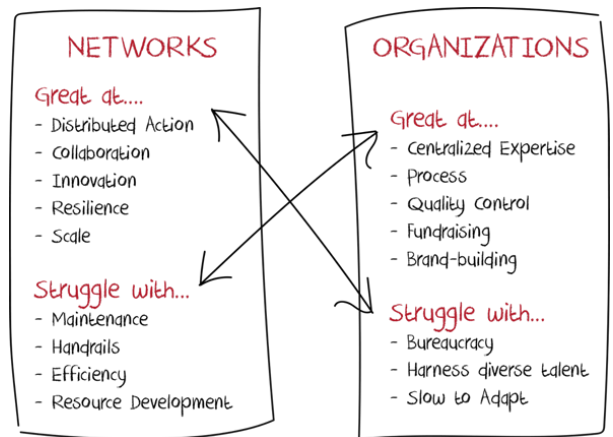 NETWORKS
Great at....
- Distributed Action
- Collaboration
- Innovation
- Resilience
- Scale
Struggle with...
- Maintenance
- Handrails
- Efficiency
- Resource Development
ORGANIZATIONS
Great at....
- Centralized Expertise
- Process
- Quality Control
- Fundraising
- Brand-building
Struggle with...
- Bureaucracy
- Harness diverse talent
- Slow to Adapt